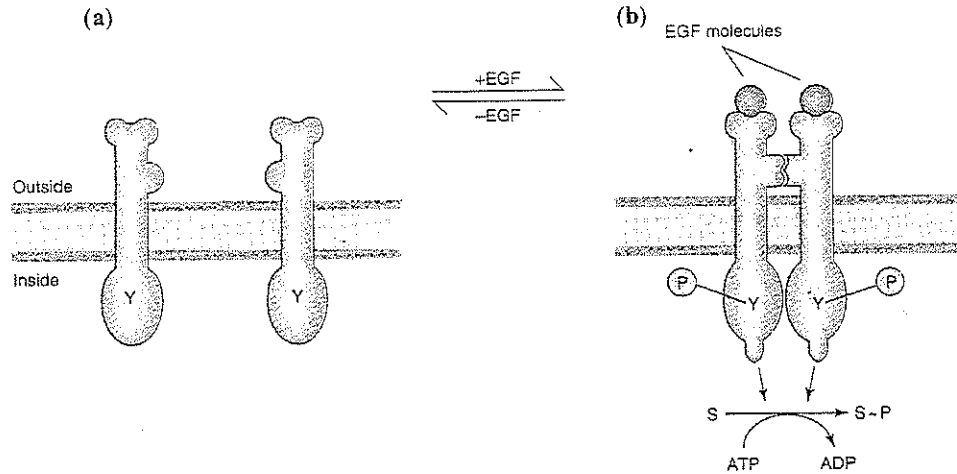 (a)
Outside
Inside
Y
Y
+EGF
–EGF
(b)
EGF molecules
P
Y
Y
P
S
S~P
ATP
ADP